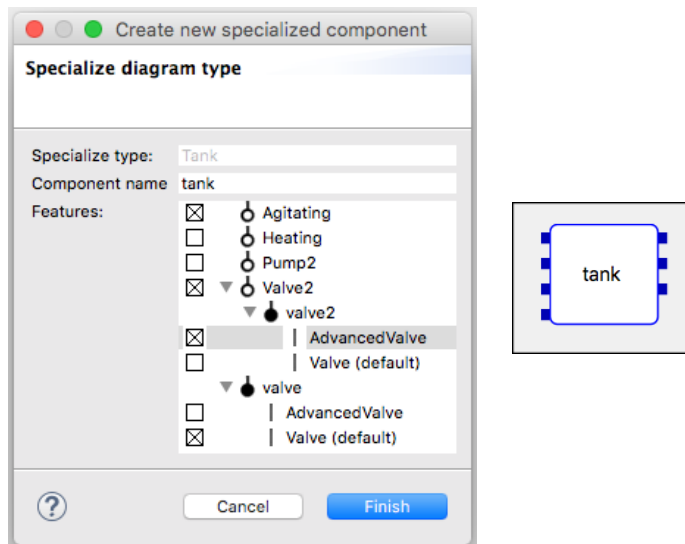 Create new specialized component
Specialize diagram type
Specialize type: Tank
Component name tank
Features:
Agitating
Heating
Pump2
Valve2
valve2
AdvancedValve
Valve (default)
valve
AdvancedValve
Valve (default)
? Cancel Finish
tank